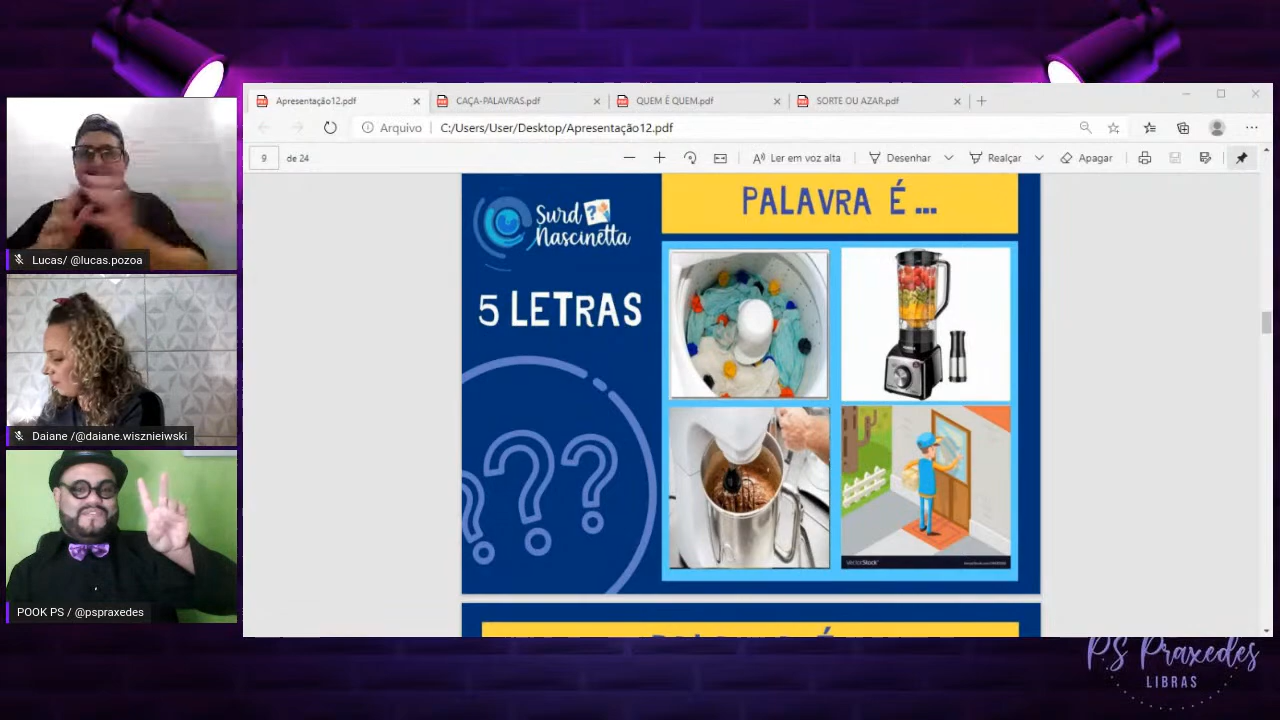 Apresentação12.pdf
CAÇA-PALAVRAS.pdf
QUEM É QUEM.pdf
SORTE OU AZAR.pdf
Arquivo
C:/Users/User/Desktop/Apresentação12.pdf
9
de 24
Ler em voz alta
Desenhar
Realçar
Apagar
Surd
Nascinetta
PALAVRA É ...
5 LETRAS
VectorStock
Lucas/ @lucas.pozoa
Daiane /@daiane.wisznieiwski
POOK PS / @pspraxedes
PS Praxedes
LIBRAS